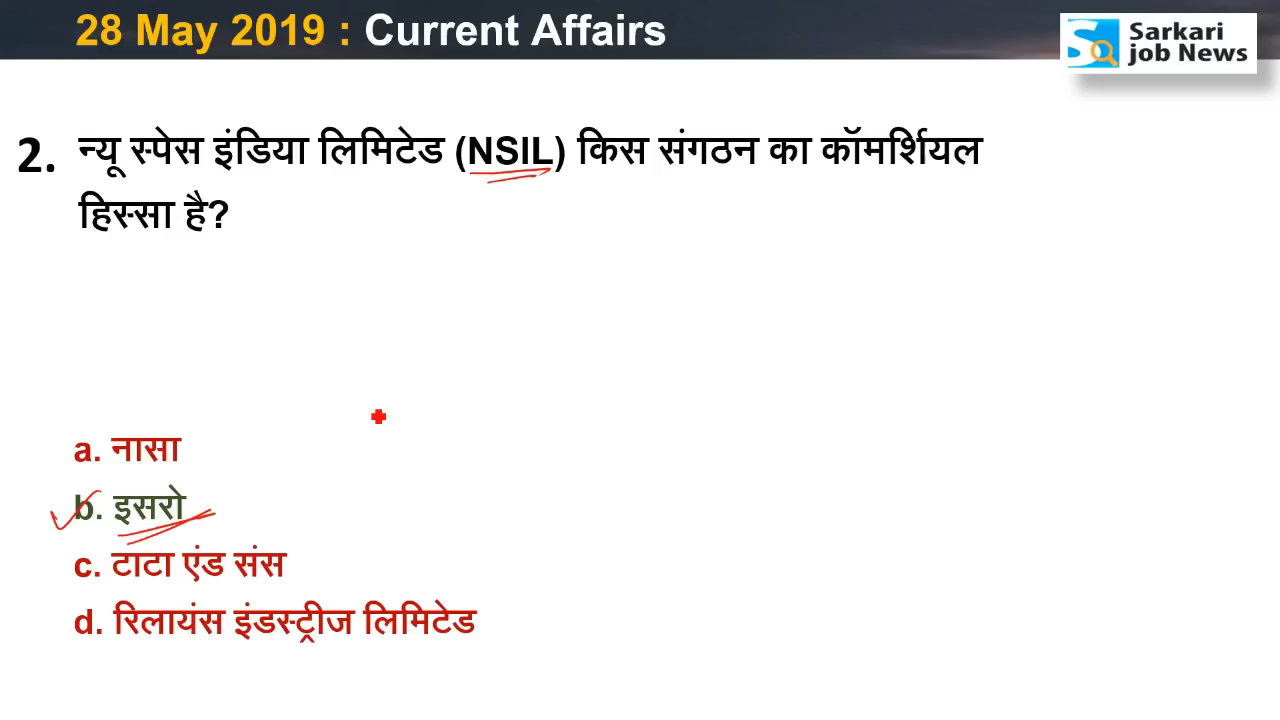 28 May 2019 : Current Affairs
Sarkari
job News
2. न्यू स्पेस इंडिया लिमिटेड (NSIL) किस संगठन का कॉमर्शियल
हिस्सा है?
a. नासा
b. इसरो
c. टाटा एंड संस
d. रिलायंस इंडस्ट्रीज लिमिटेड